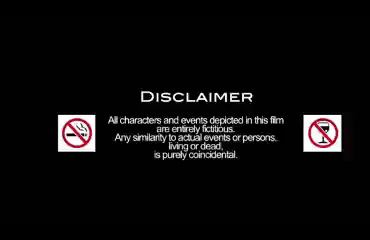 DISCLAIMER
All characters and events depicted in this film
are entirely fictitious.
Any similarity to actual events or persons,.
living or dead,
is purely coincidental.